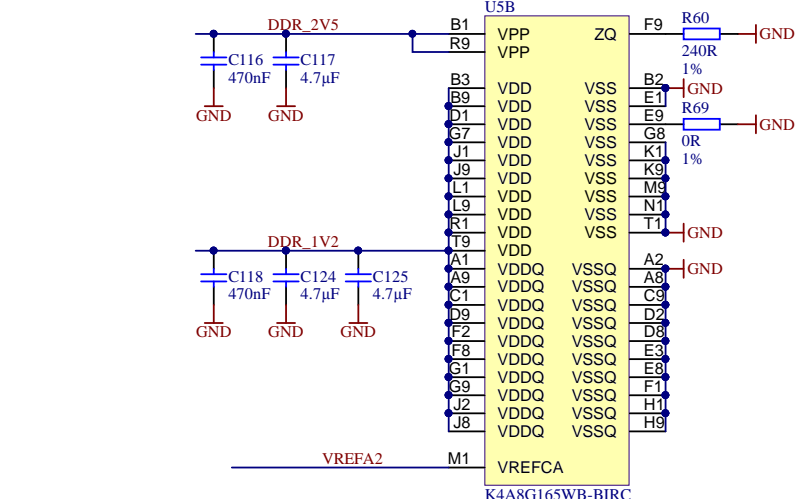 U5B
DDR_2V5 B1 VPP ZQ F9 R60 GND
R9 VPP 240R
C116 C117 1%
470nF 4.7µF
GND GND
B3 VDD VSS B2 GND
B9 VDD VSS E1
D1 VDD VSS E9 R69 GND
G7 VDD VSS G8 0R
J1 VDD VSS K1 1%
J9 VDD VSS K9
L1 VDD VSS M9
L9 VDD VSS N1
R1 VDD VSS T1 GND
DDR_1V2 T9 VDD
A1 VDDQ VSSQ A2 GND
C118 C124 C125 A9 VDDQ VSSQ A8
470nF 4.7µF 4.7µF C1 VDDQ VSSQ C9
D9 VDDQ VSSQ D2
GND GND GND F2 VDDQ VSSQ D8
F8 VDDQ VSSQ E3
G1 VDDQ VSSQ E8
G9 VDDQ VSSQ F1
J2 VDDQ VSSQ H1
J8 VDDQ VSSQ H9
VREFA2 M1 VREFCA
K4A8G165WB-BIRC